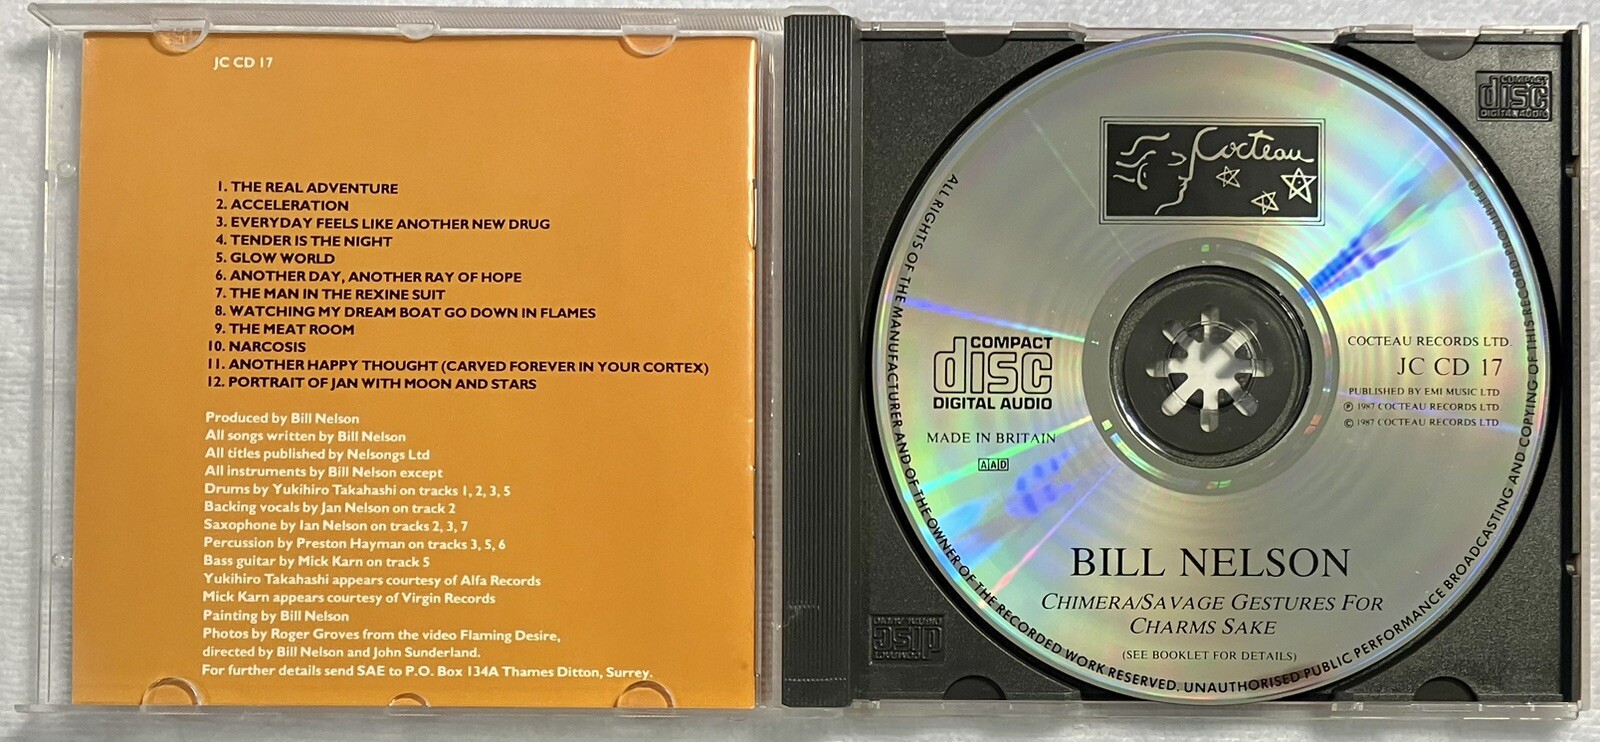 JC CD 17
1. THE REAL ADVENTURE
2. ACCELERATION
3. EVERYDAY FEELS LIKE ANOTHER NEW DRUG
4. TENDER IS THE NIGHT
5. GLOW WORLD
6. ANOTHER DAY, ANOTHER RAY OF HOPE
7. THE MAN IN THE REXINE SUIT
8. WATCHING MY DREAM BOAT GO DOWN IN FLAMES
9. THE MEAT ROOM
10. NARCOSIS
11. ANOTHER HAPPY THOUGHT (CARVED FOREVER IN YOUR CORTEX)
12. PORTRAIT OF JAN WITH MOON AND STARS
Produced by Bill Nelson
All songs written by Bill Nelson
All titles published by Nelsongs Ltd
All instruments by Bill Nelson except
Drums by Yukihiro Takahashi on tracks 1, 2, 3, 5
Backing vocals by Jan Nelson on track 2
Saxophone by Ian Nelson on tracks 2, 3, 7
Percussion by Preston Hayman on tracks 3, 5, 6
Bass guitar by Mick Karn on track 5
Yukihiro Takahashi appears courtesy of Alfa Records
Mick Karn appears courtesy of Virgin Records
Painting by Bill Nelson
Photos by Roger Groves from the video Flaming Desire,
directed by Bill Nelson and John Sunderland.
For further details send SAE to P.O. Box 134A Thames Ditton, Surrey.
Cocteau
COMPACT
disc
DIGITAL AUDIO
MADE IN BRITAIN
AAD
COCTEAU RECORDS LTD.
JC CD 17
PUBLISHED BY EMI MUSIC LTD
℗ 1987 COCTEAU RECORDS LTD
© 1987 COCTEAU RECORDS LTD
BILL NELSON
CHIMERA/SAVAGE GESTURES FOR
CHARMS SAKE
(SEE BOOKLET FOR DETAILS)
ALL RIGHTS OF THE MANUFACTURER AND OF THE OWNER OF THE RECORDED WORK RESERVED. UNAUTHORISED PUBLIC PERFORMANCE BROADCASTING AND COPYING OF THIS RECORD PROHIBITED
COMPACT
disc
DIGITAL AUDIO
COMPACT
disc
DIGITAL AUDIO